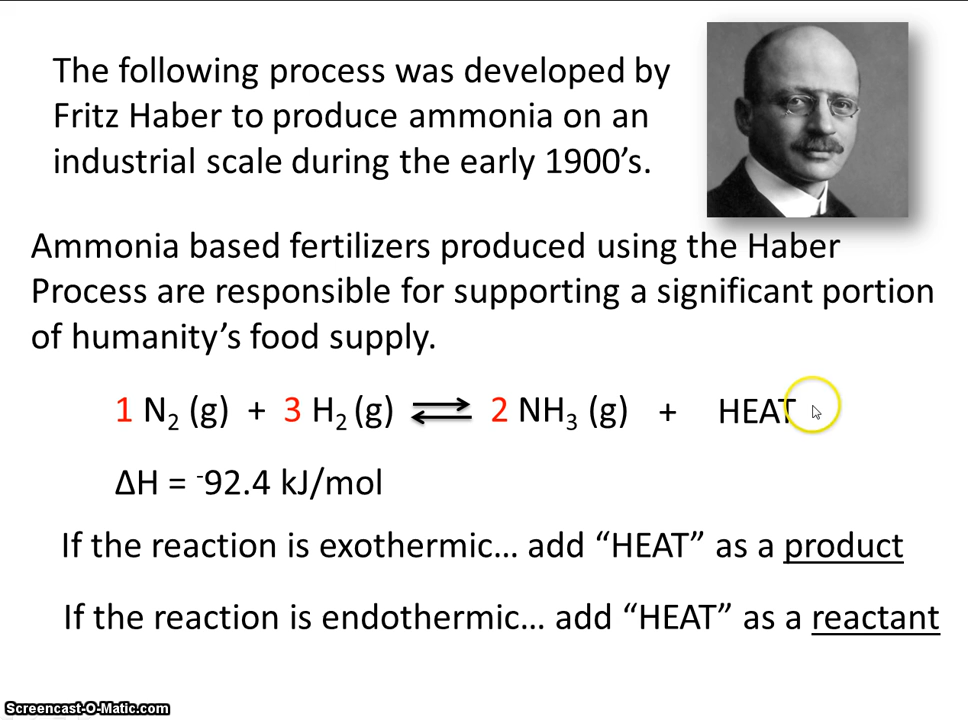 The following process was developed by
Fritz Haber to produce ammonia on an
industrial scale during the early 1900’s.
Ammonia based fertilizers produced using the Haber
Process are responsible for supporting a significant portion
of humanity’s food supply.
1 N₂ (g) + 3 H₂ (g) ⇌ 2 NH₃ (g) + HEAT
ΔH = ⁻92.4 kJ/mol
If the reaction is exothermic… add “HEAT” as a product
If the reaction is endothermic… add “HEAT” as a reactant
Screencast-O-Matic.com